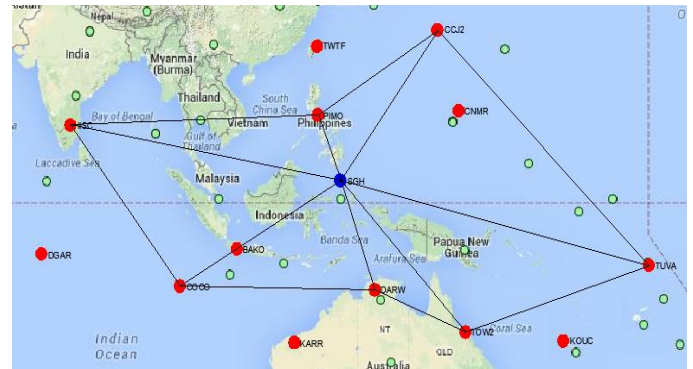 Nepal
India
Myanmar
(Burma)
TWTF
CCJ2
Thailand
South
China Sea
CNMR
Bay of Bengal
PIMO
IISC
Vietnam
Philippines
Gulf of
Thailand
Laccadive Sea
Malaysia
SGH
Indonesia
Banda Sea
Papua New
Guinea
BAKO
Arafura Sea
DGAR
TUVA
COCO
DARW
Indian
Ocean
TOW2
Coral Sea
NT
KARR
KOUC
QLD
Australia